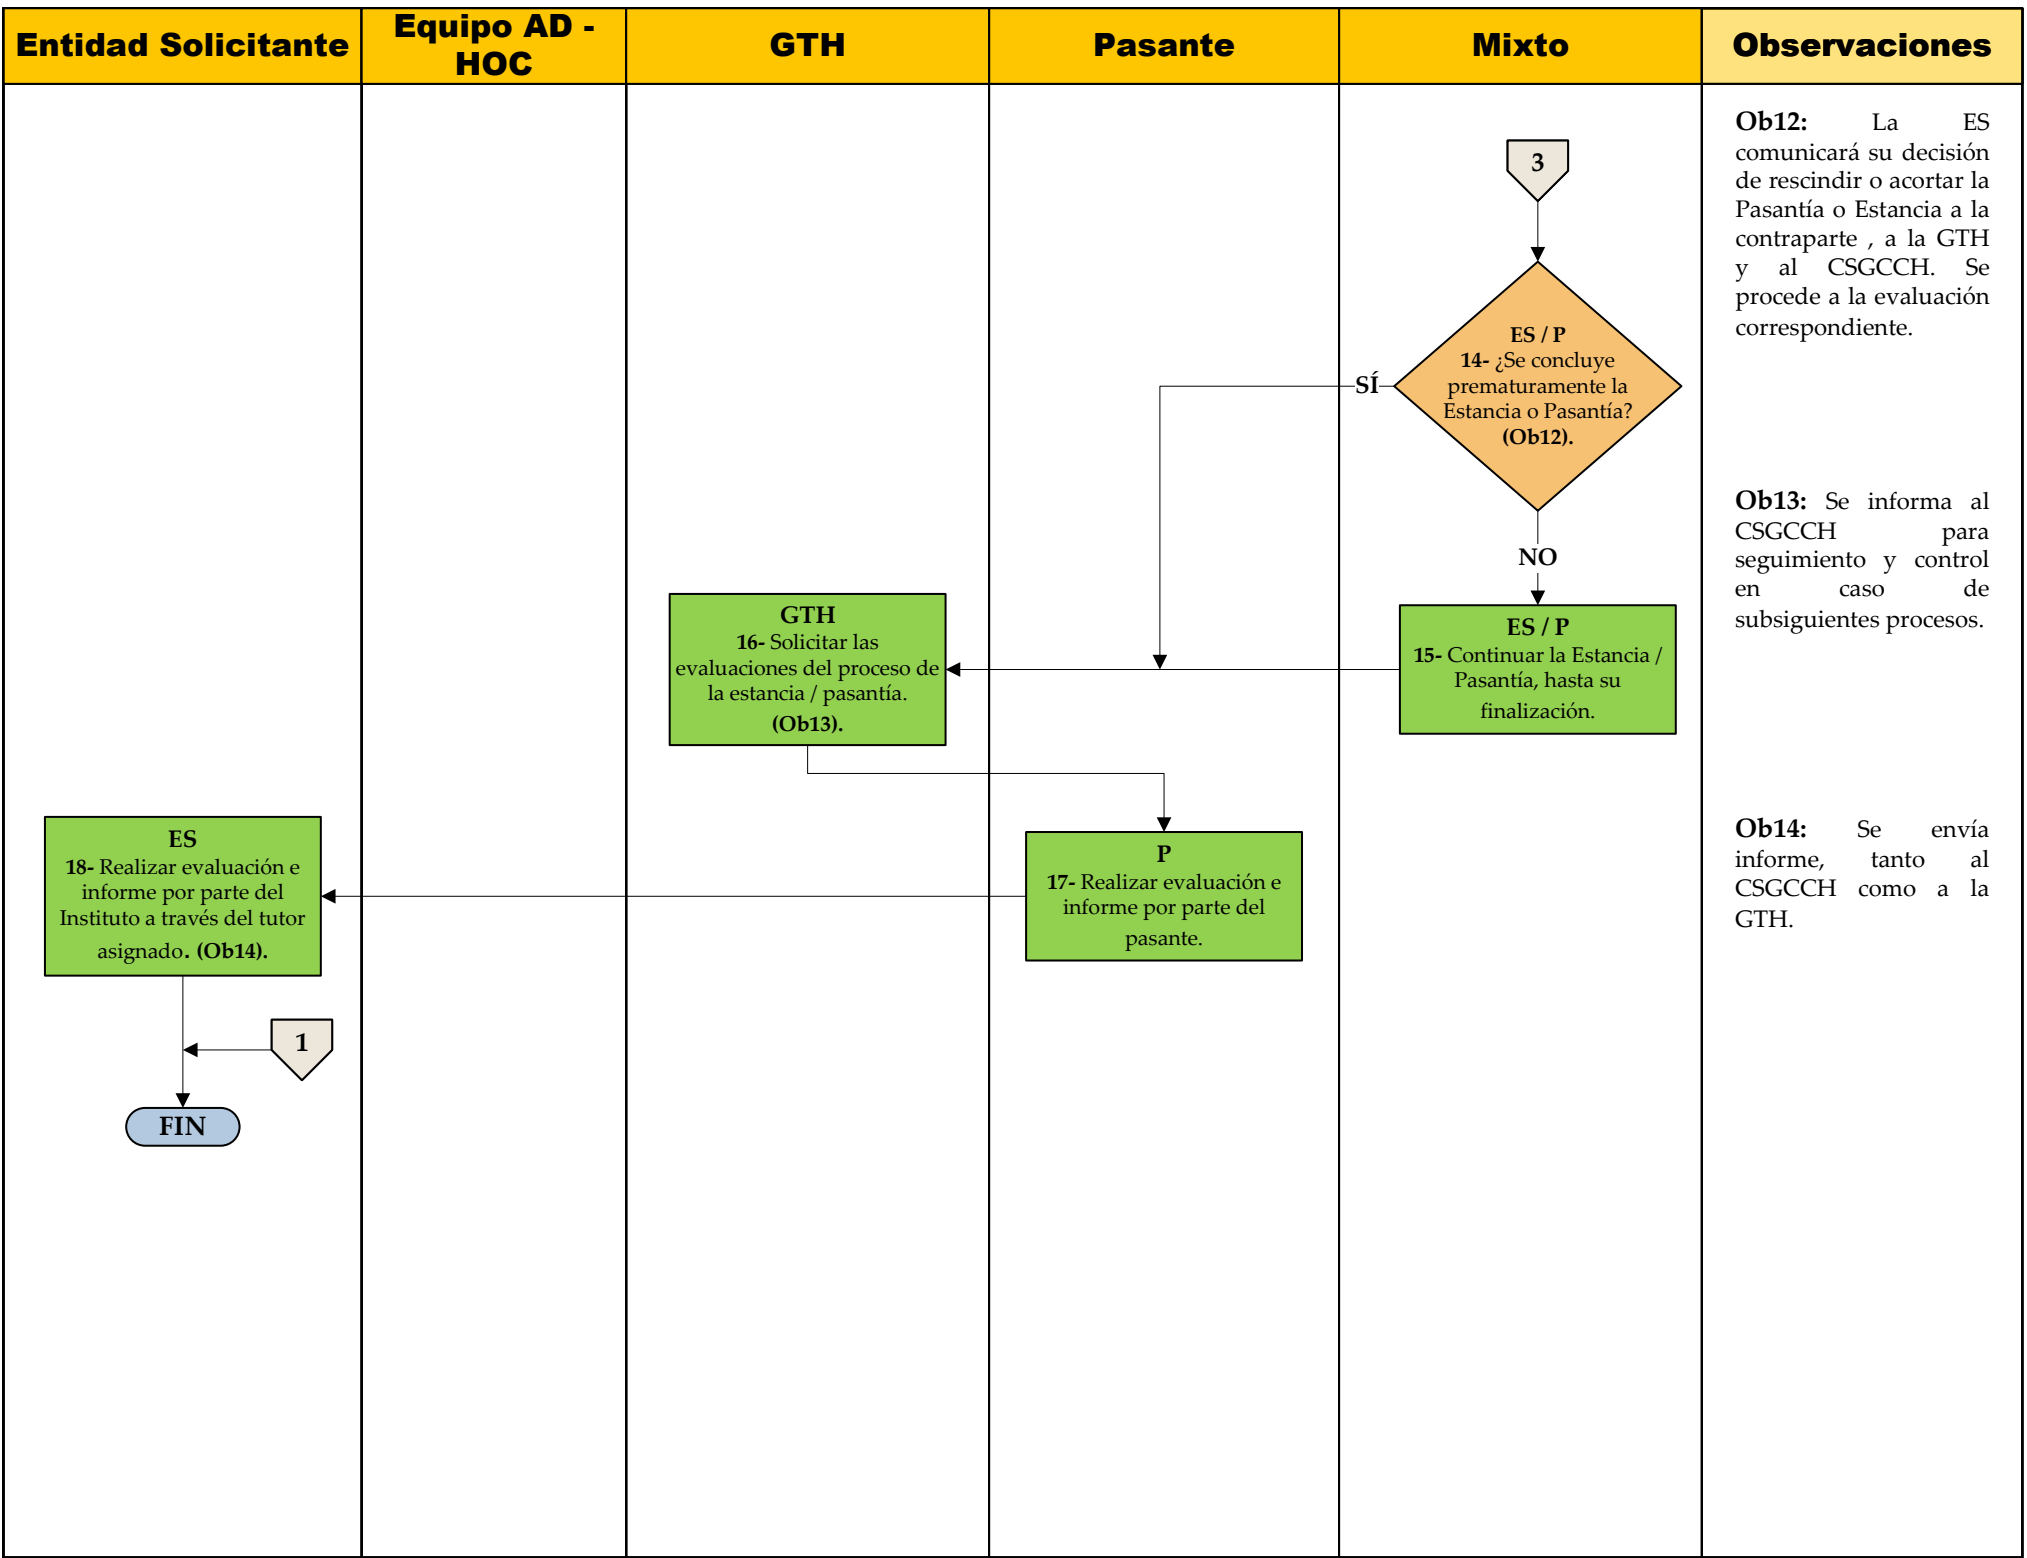 Entidad Solicitante
Equipo AD -
HOC
GTH
Pasante
Mixto
Observaciones
3
ES / P
14- ¿Se concluye
prematuramente la
Estancia o Pasantía?
(Ob12).
SÍ
NO
ES / P
15- Continuar la Estancia /
Pasantía, hasta su
finalización.
GTH
16- Solicitar las
evaluaciones del proceso de
la estancia / pasantía.
(Ob13).
P
17- Realizar evaluación e
informe por parte del
pasante.
ES
18- Realizar evaluación e
informe por parte del
Instituto a través del tutor
asignado. (Ob14).
1
FIN
Ob12: La ES
comunicará su decisión
de rescindir o acortar la
Pasantía o Estancia a la
contraparte , a la GTH
y al CSGCCH. Se
procede a la evaluación
correspondiente.
Ob13: Se informa al
CSGCCH para
seguimiento y control
en caso de
subsiguientes procesos.
Ob14: Se envía
informe, tanto al
CSGCCH como a la
GTH.